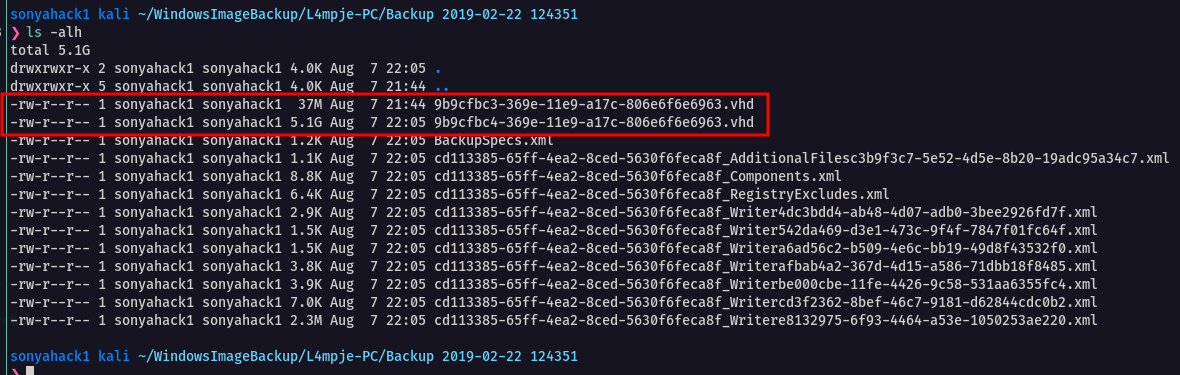 sonyahack1 kali ~/WindowsImageBackup/L4mpje-PC/Backup 2019-02-22 124351
❯ ls -alh
total 5.1G
drwxrwxr-x 2 sonyahack1 sonyahack1 4.0K Aug  7 22:05 .
drwxrwxr-x 5 sonyahack1 sonyahack1 4.0K Aug  7 21:44 ..
-rw-r--r-- 1 sonyahack1 sonyahack1  37M Aug  7 21:44 9b9cfbc3-369e-11e9-a17c-806e6f6e6963.vhd
-rw-r--r-- 1 sonyahack1 sonyahack1 5.1G Aug  7 22:05 9b9cfbc4-369e-11e9-a17c-806e6f6e6963.vhd
-rw-r--r-- 1 sonyahack1 sonyahack1 1.2K Aug  7 22:05 BackupSpecs.xml
-rw-r--r-- 1 sonyahack1 sonyahack1 1.1K Aug  7 22:05 cd113385-65ff-4ea2-8ced-5630f6feca8f_AdditionalFilesc3b9f3c7-5e52-4d5e-8b20-19adc95a34c7.xml
-rw-r--r-- 1 sonyahack1 sonyahack1 8.8K Aug  7 22:05 cd113385-65ff-4ea2-8ced-5630f6feca8f_Components.xml
-rw-r--r-- 1 sonyahack1 sonyahack1 6.4K Aug  7 22:05 cd113385-65ff-4ea2-8ced-5630f6feca8f_RegistryExcludes.xml
-rw-r--r-- 1 sonyahack1 sonyahack1 2.9K Aug  7 22:05 cd113385-65ff-4ea2-8ced-5630f6feca8f_Writer4dc3bdd4-ab48-4d07-adb0-3bee2926fd7f.xml
-rw-r--r-- 1 sonyahack1 sonyahack1 1.5K Aug  7 22:05 cd113385-65ff-4ea2-8ced-5630f6feca8f_Writer542da469-d3e1-473c-9f4f-7847f01fc64f.xml
-rw-r--r-- 1 sonyahack1 sonyahack1 1.5K Aug  7 22:05 cd113385-65ff-4ea2-8ced-5630f6feca8f_Writera6ad56c2-b509-4e6c-bb19-49d8f43532f0.xml
-rw-r--r-- 1 sonyahack1 sonyahack1 3.8K Aug  7 22:05 cd113385-65ff-4ea2-8ced-5630f6feca8f_Writerafbab4a2-367d-4d15-a586-71dbb18f8485.xml
-rw-r--r-- 1 sonyahack1 sonyahack1 3.9K Aug  7 22:05 cd113385-65ff-4ea2-8ced-5630f6feca8f_Writerbe000cbe-11fe-4426-9c58-531aa6355fc4.xml
-rw-r--r-- 1 sonyahack1 sonyahack1 7.0K Aug  7 22:05 cd113385-65ff-4ea2-8ced-5630f6feca8f_Writercd3f2362-8bef-46c7-9181-d62844cdc0b2.xml
-rw-r--r-- 1 sonyahack1 sonyahack1 2.3M Aug  7 22:05 cd113385-65ff-4ea2-8ced-5630f6feca8f_Writere8132975-6f93-4464-a53e-1050253ae220.xml
sonyahack1 kali ~/WindowsImageBackup/L4mpje-PC/Backup 2019-02-22 124351
❯